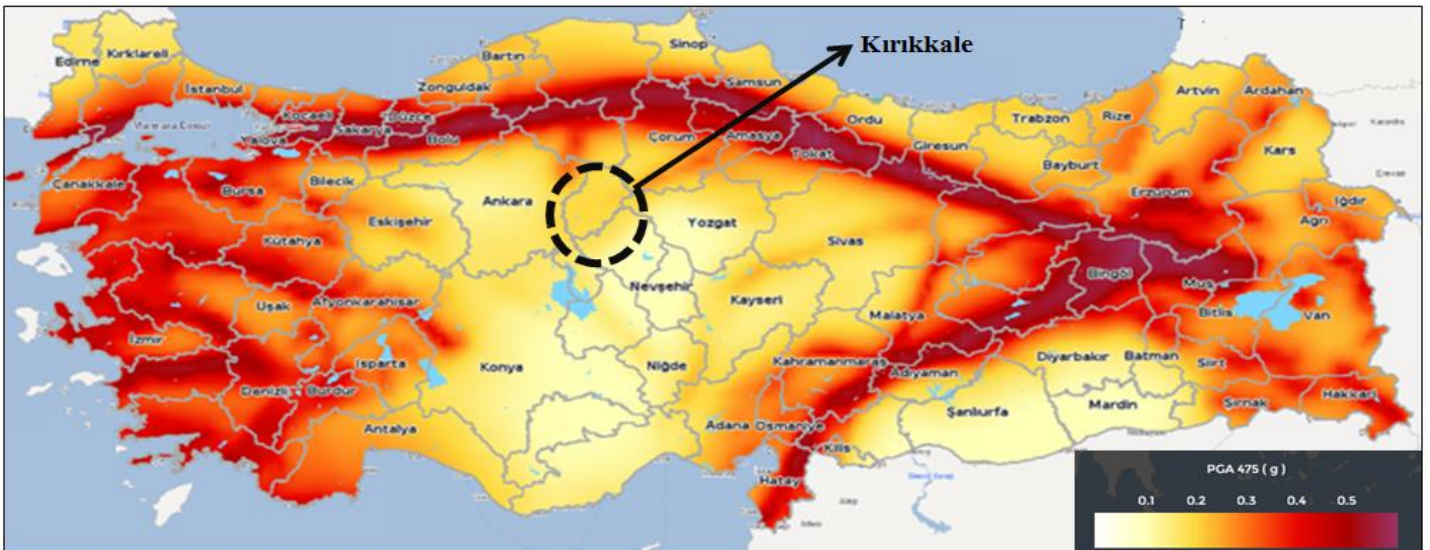 Kırıkkale
Sinop
Kırklareli
Edirne
Bartın
Zonguldak
Samsun
İstanbul
Artvin
Ardahan
Kocaeli
Düzce
Sakarya
Ordu
Trabzon
Rize
Yalova
Bolu
Çorum
Amasya
Giresun
Kars
Tokat
Bayburt
Çanakkale
Bursa
Bilecik
Erzurum
Iğdır
Ankara
Eskişehir
Yozgat
Ağrı
Kütahya
Sivas
Bingöl
Muş
Nevşehir
Uşak
Afyonkarahisar
Kayseri
Malatya
Bitlis
Van
İzmir
Isparta
Konya
Niğde
Kahramanmaraş
Diyarbakır
Batman
Siirt
Adıyaman
Denizli
Burdur
Hakkari
Şırnak
Mardin
Şanlıurfa
Antalya
Adana
Osmaniye
Kilis
Hatay
PGA 475 ( g )
0.1 0.2 0.3 0.4 0.5